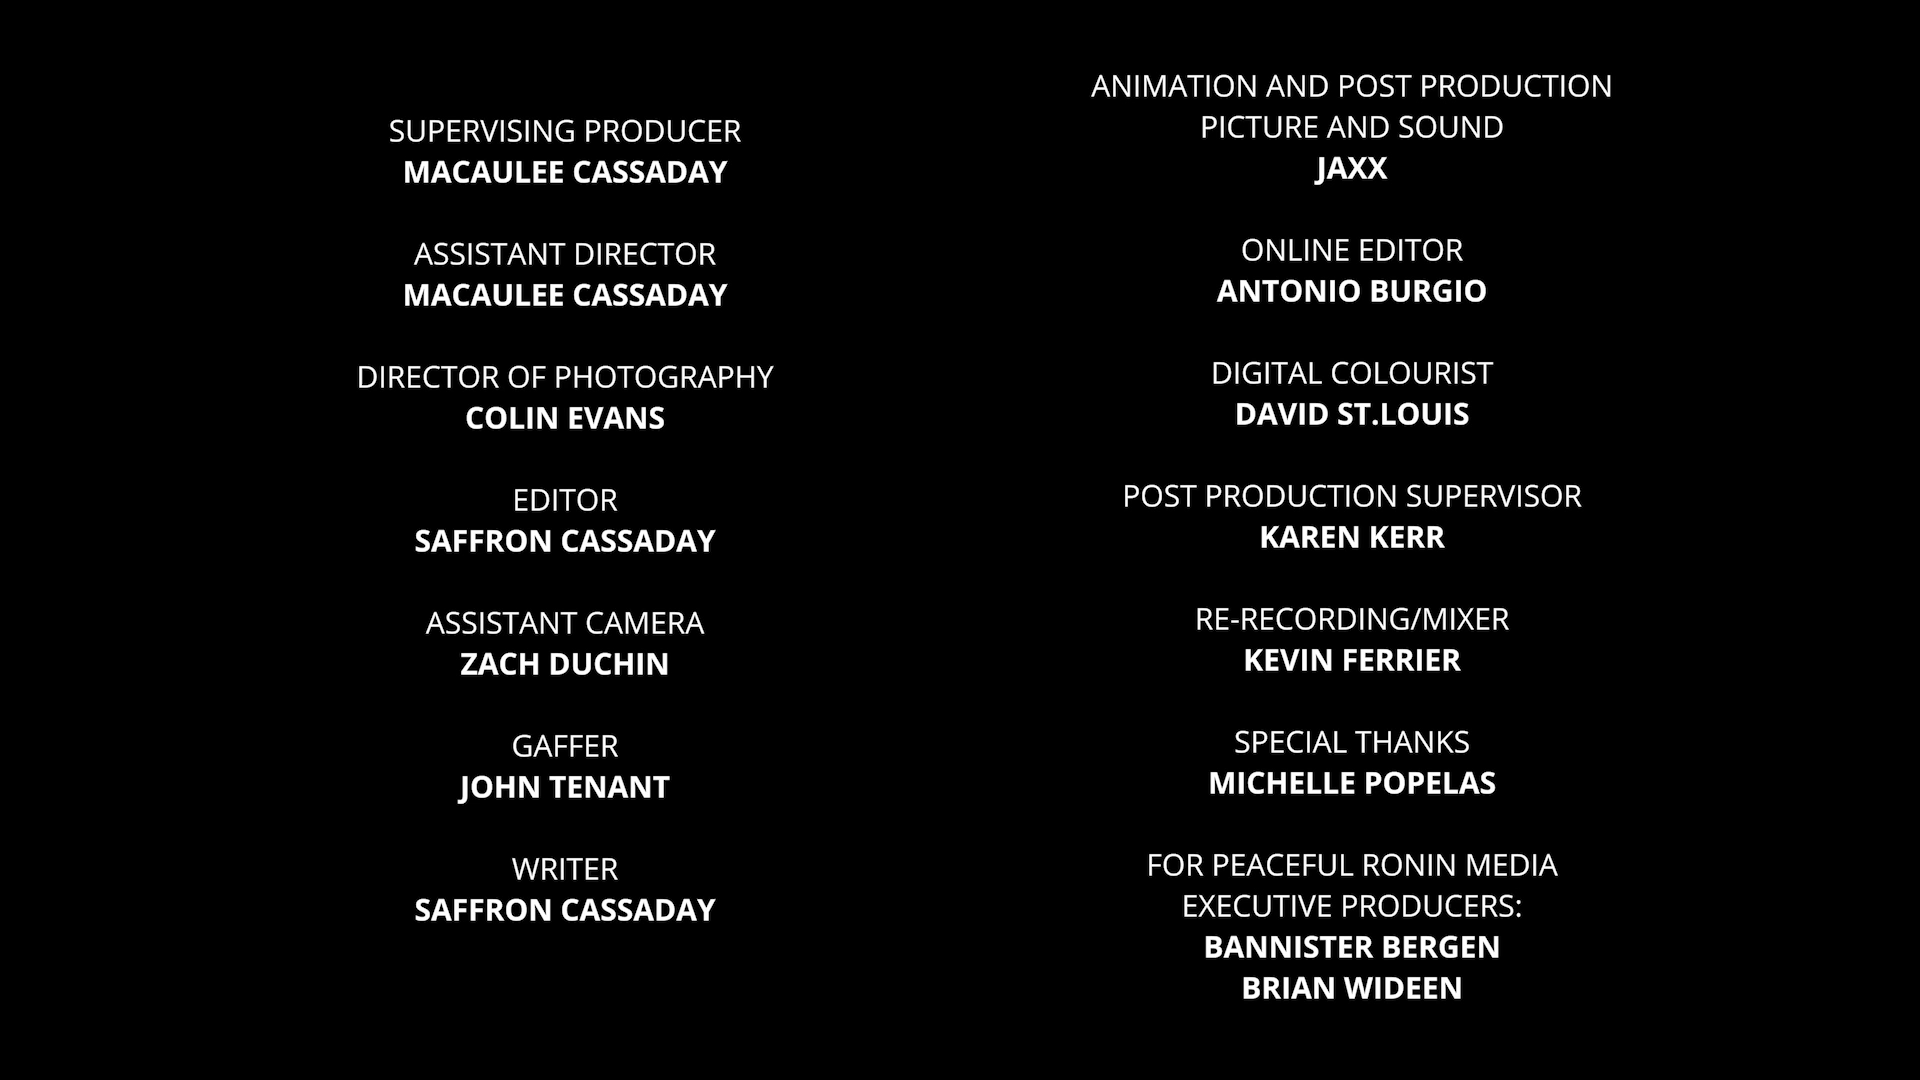 SUPERVISING PRODUCER
MACAULEE CASSADAY
ASSISTANT DIRECTOR
MACAULEE CASSADAY
DIRECTOR OF PHOTOGRAPHY
COLIN EVANS
EDITOR
SAFFRON CASSADAY
ASSISTANT CAMERA
ZACH DUCHIN
GAFFER
JOHN TENANT
WRITER
SAFFRON CASSADAY
ANIMATION AND POST PRODUCTION
PICTURE AND SOUND
JAXX
ONLINE EDITOR
ANTONIO BURGIO
DIGITAL COLOURIST
DAVID ST.LOUIS
POST PRODUCTION SUPERVISOR
KAREN KERR
RE-RECORDING/MIXER
KEVIN FERRIER
SPECIAL THANKS
MICHELLE POPELAS
FOR PEACEFUL RONIN MEDIA
EXECUTIVE PRODUCERS:
BANNISTER BERGEN
BRIAN WIDEEN